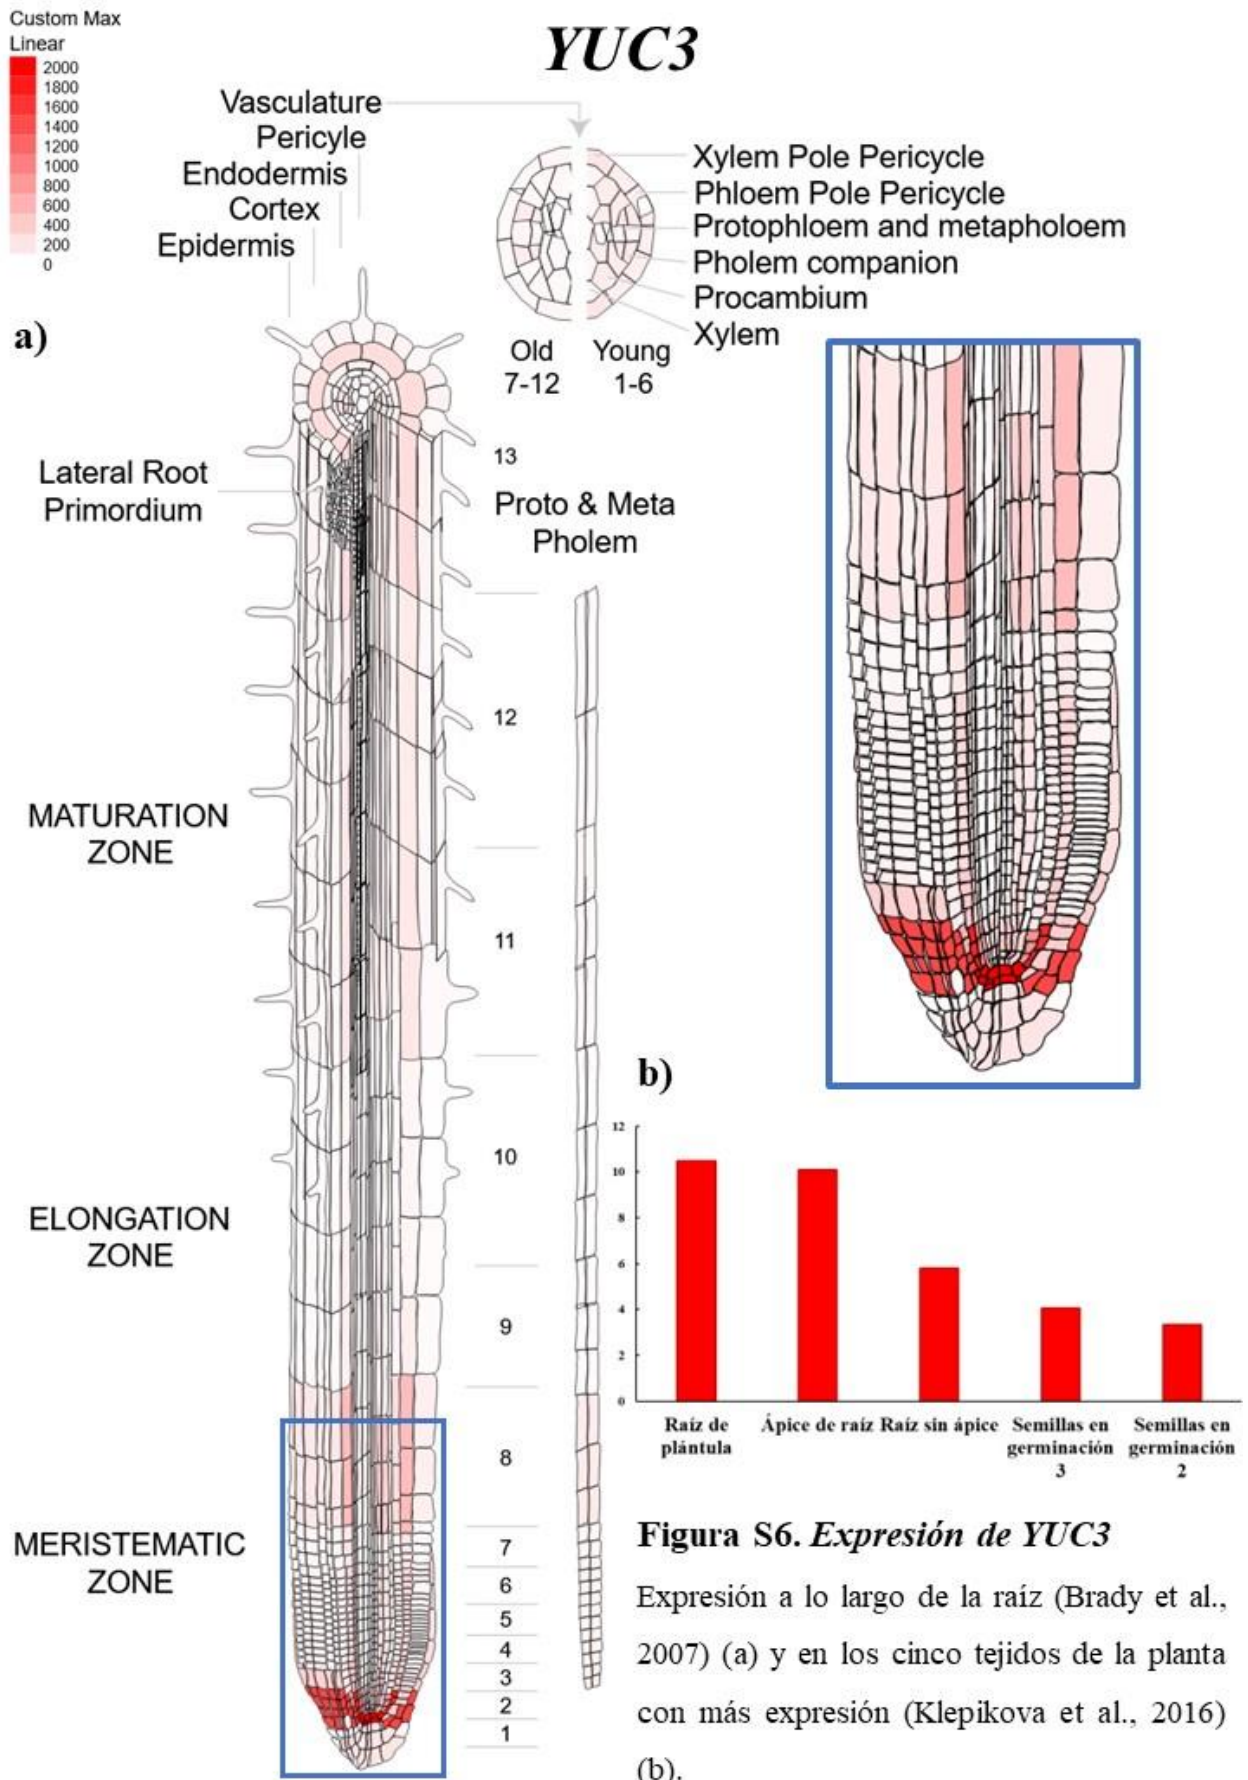 Custom Max
Linear
2000
1800
1600
1400
1200
1000
800
600
400
200
0
YUC3
Vasculature
Pericyle
Endodermis
Cortex
Epidermis
Xylem Pole Pericycle
Phloem Pole Pericycle
Protophloem and metapholoem
Pholem companion
Procambium
Xylem
Old
7-12
Young
1-6
a)
Lateral Root
Primordium
13
Proto & Meta
Pholem
12
MATURATION
ZONE
11
10
ELONGATION
ZONE
9
8
MERISTEMATIC
ZONE
7
6
5
4
3
2
1
b)
12
10
8
6
4
2
0
Raíz de
plántula
Ápice de raíz
Raíz sin ápice
Semillas en
germinación
3
Semillas en
germinación
2
Figura S6. Expresión de YUC3
Expresión a lo largo de la raíz (Brady et al.,
2007) (a) y en los cinco tejidos de la planta
con más expresión (Klepikova et al., 2016)
(b).